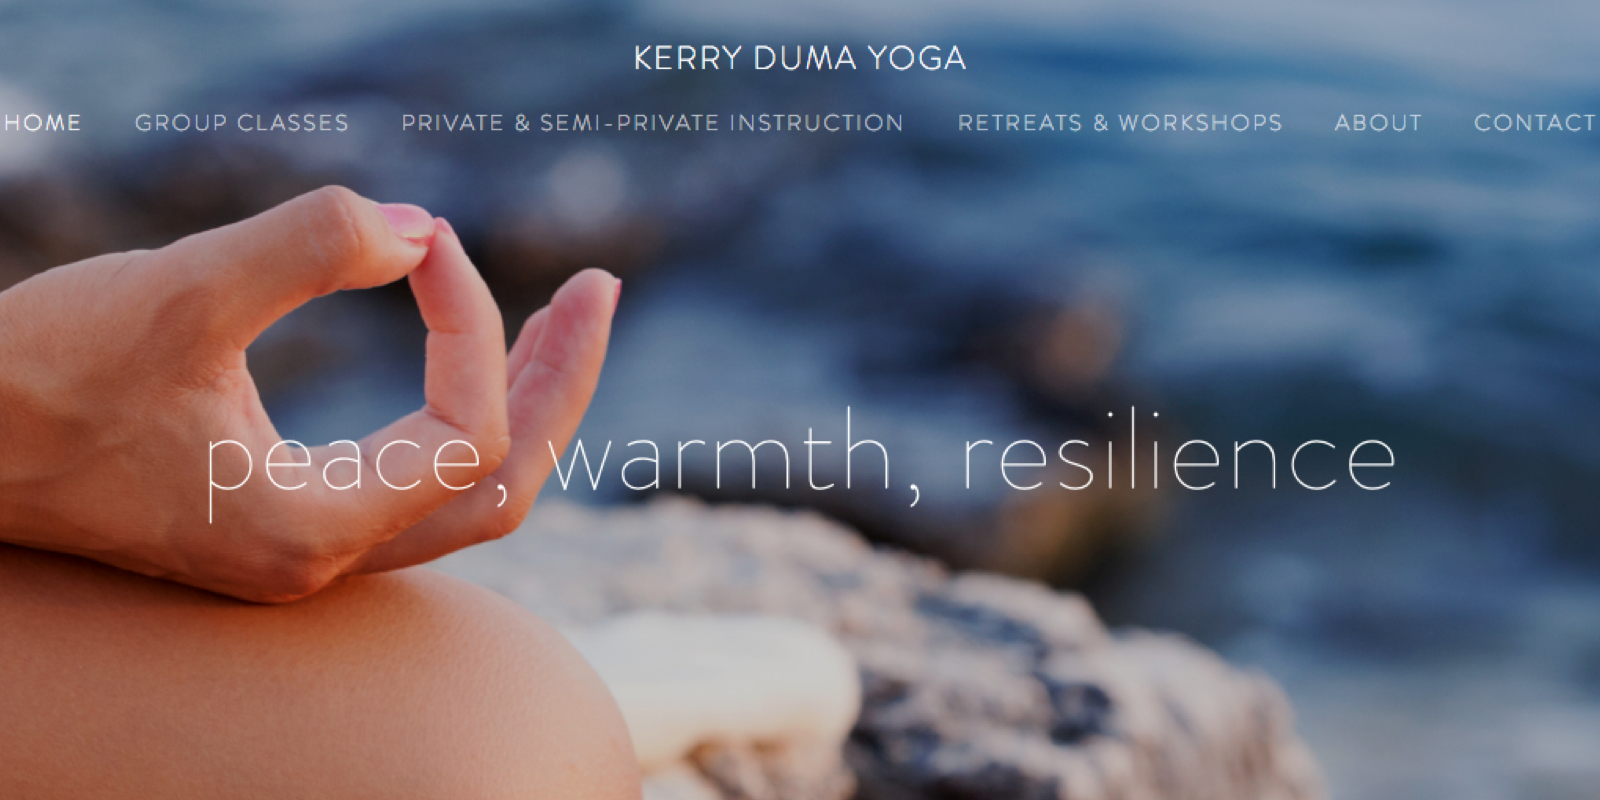 KERRY DUMA YOGA
HOME GROUP CLASSES PRIVATE & SEMI-PRIVATE INSTRUCTION RETREATS & WORKSHOPS ABOUT CONTACT
peace, warmth, resilience